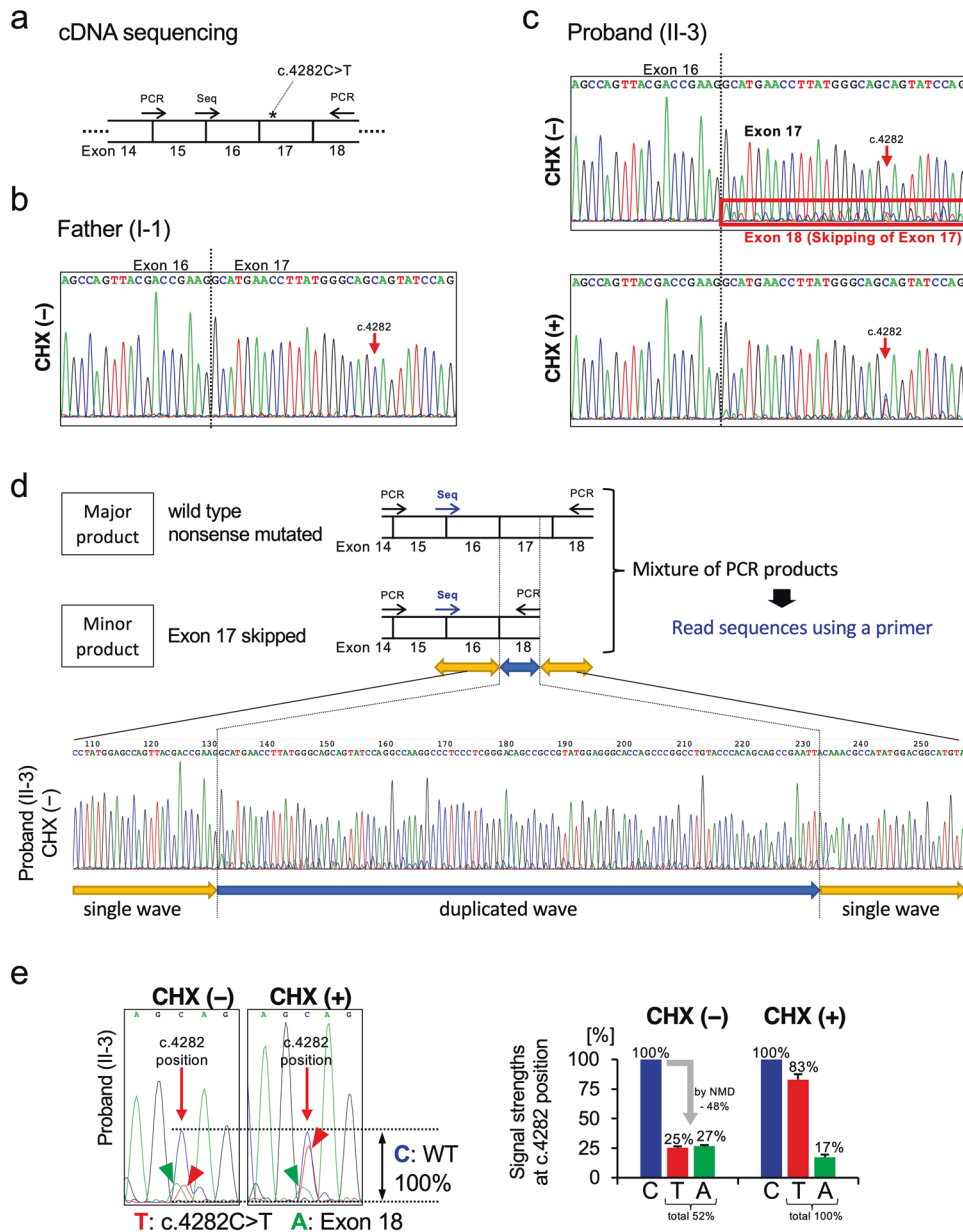 a
cDNA sequencing
c.4282C>T
PCR
Seq
*
PCR
Exon 14
15
16
17
18
b
Father (I-1)
Exon 16
Exon 17
AGCCAGTTACGACCGAAGGCATGAACCTTATGGGCAGCAGTATCCAG
CHX (–)
c.4282
c
Proband (II-3)
Exon 16
AGCCAGTTACGACCGAAGGCATGAACCTTATGGGCAGCAGTATCCAG
CHX (–)
Exon 17
c.4282
Exon 18 (Skipping of Exon 17)
AGCCAGTTACGACCGAAGGCATGAACCTTATGGGCAGCAGTATCCAG
CHX (+)
c.4282
d
Major
product
wild type
nonsense mutated
PCR
Seq
PCR
Exon 14
15
16
17
18
Minor
product
Exon 17 skipped
PCR
Seq
PCR
Exon 14
15
16
18
Mixture of PCR products
Read sequences using a primer
110 120 130 140 150 160 170 180 190 200 210 220 230 240 250
CCTATGGAGCCAGTTACGACCGAAGGCATGAACCTTATGGGCAGCAGTATCCAGGCCAAGGCCCTCCCTCGGGACAGCCGCCGTATGGAGGGCACCAGCCCGGCCTGTACCCACAGCAGCCGAATTACAAACGCCATATGGACGGCATGTA
Proband (II-3)
CHX (–)
single wave
duplicated wave
single wave
e
CHX (–)
CHX (+)
A G C A G
A G C A G
c.4282
position
c.4282
position
Proband (II-3)
C: WT
100%
T: c.4282C>T
A: Exon 18
CHX (–)
CHX (+)
[%]
Signal strengths
at c.4282 position
100
75
50
25
0
100%
25%
27%
by NMD
- 48%
100%
83%
17%
C T A
C T A
total 52%
total 100%